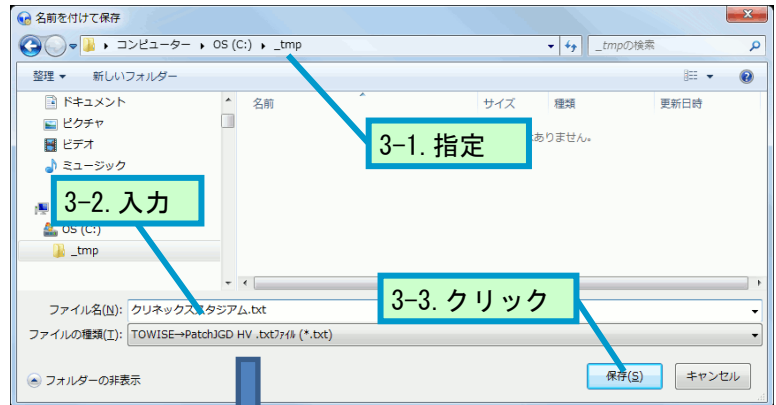 名前を付けて保存
コンピューター ▸ OS (C:) ▸ _tmp
_tmpの検索
整理 ▼ 新しいフォルダー
ドキュメント
ピクチャ
ビデオ
ミュージック
OS (C:)
_tmp
名前 サイズ 種類 更新日時
ありません。
3-1. 指定
3-2. 入力
3-3. クリック
ファイル名(N): クリネックススタジアム.txt
ファイルの種類(T): TOWISE→PatchJGD HV .txtファイル (*.txt)
フォルダーの非表示
保存(S) キャンセル